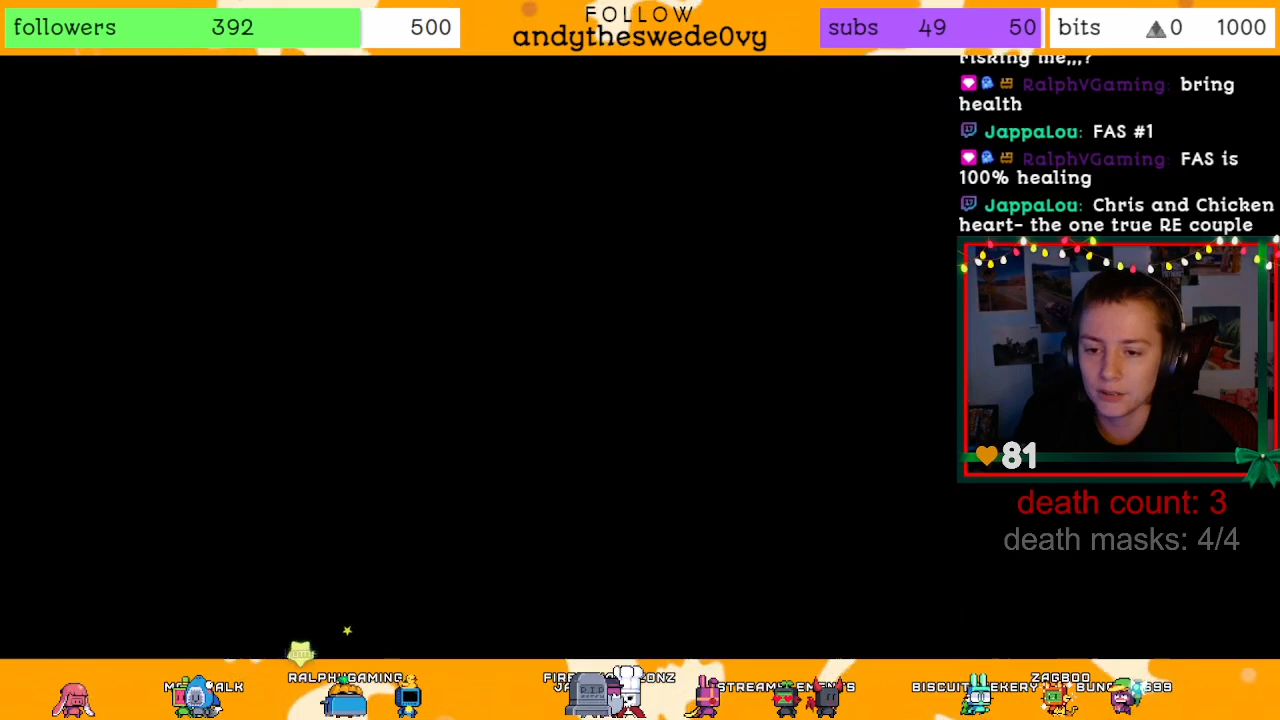 followers 392 500
FOLLOW
andytheswede0vy
subs 49 50
bits 0 1000
risking me,,,?
RalphVGaming: bring
health
JappaLou: FAS #1
RalphVGaming: FAS is
100% healing
JappaLou: Chris and Chicken
heart- the one true RE couple
81
death count: 3
death masks: 4/4
RALPHVGAMING
R.I.P
ZAGBOO